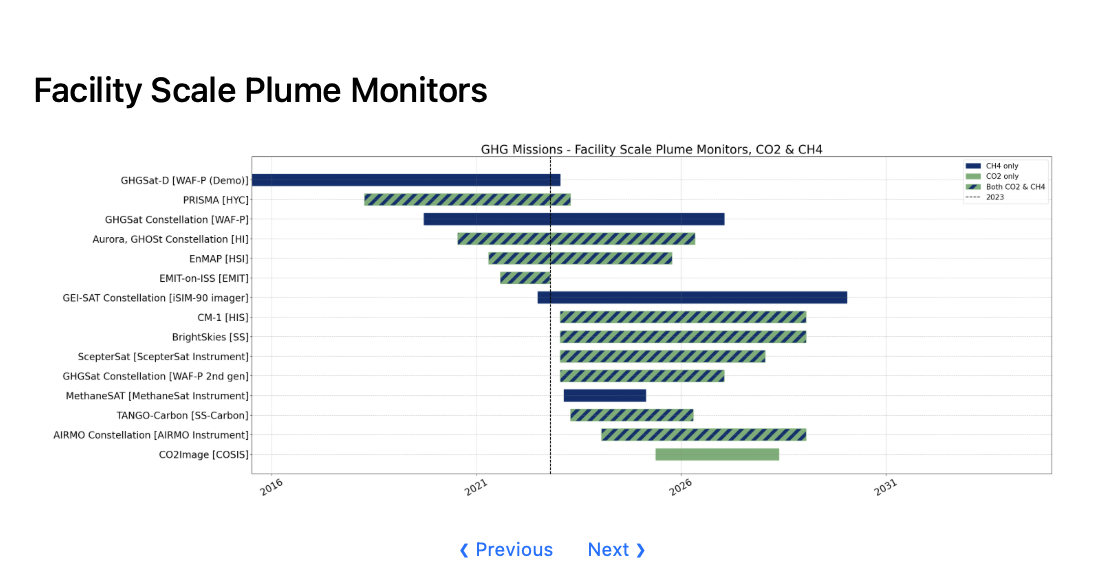 Facility Scale Plume Monitors
GHG Missions - Facility Scale Plume Monitors, CO2 & CH4
CH4 only
CO2 only
Both CO2 & CH4
2023
GHGSat-D [WAF-P (Demo)]
PRISMA [HYC]
GHGSat Constellation [WAF-P]
Aurora, GHOSt Constellation [HI]
EnMAP [HSI]
EMIT-on-ISS [EMIT]
GEI-SAT Constellation [iSIM-90 imager]
CM-1 [HIS]
BrightSkies [SS]
ScepterSat [ScepterSat Instrument]
GHGSat Constellation [WAF-P 2nd gen]
MethaneSAT [MethaneSat Instrument]
TANGO-Carbon [SS-Carbon]
AIRMO Constellation [AIRMO Instrument]
CO2Image [COSIS]
2016 2021 2026 2031
❮ Previous Next ❯